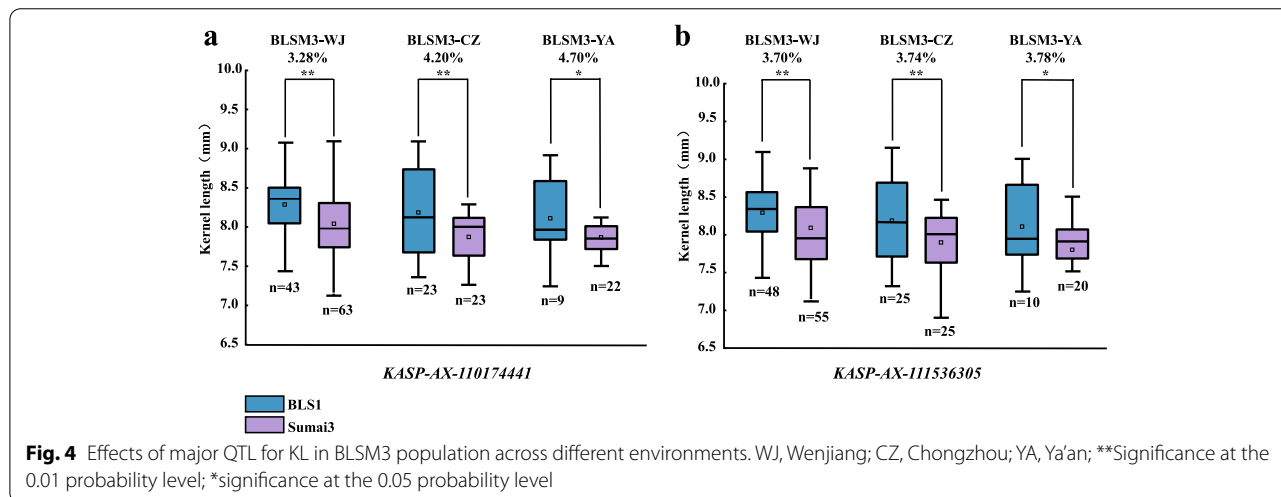 a
BLSM3-WJ BLSM3-CZ BLSM3-YA
3.28% 4.20% 4.70%
** ** *
10.0
9.5
9.0
8.5
8.0
7.5
7.0
6.5
Kernel length（mm）
n=43 n=63 n=23 n=23 n=9 n=22
KASP-AX-110174441
b
BLSM3-WJ BLSM3-CZ BLSM3-YA
3.70% 3.74% 3.78%
** ** *
10.0
9.5
9.0
8.5
8.0
7.5
7.0
6.5
Kernel length（mm）
n=48 n=55 n=25 n=25 n=10 n=20
KASP-AX-111536305
BLS1
Sumai3
Fig. 4 Effects of major QTL for KL in BLSM3 population across different environments. WJ, Wenjiang; CZ, Chongzhou; YA, Ya’an; **Significance at the
0.01 probability level; *significance at the 0.05 probability level